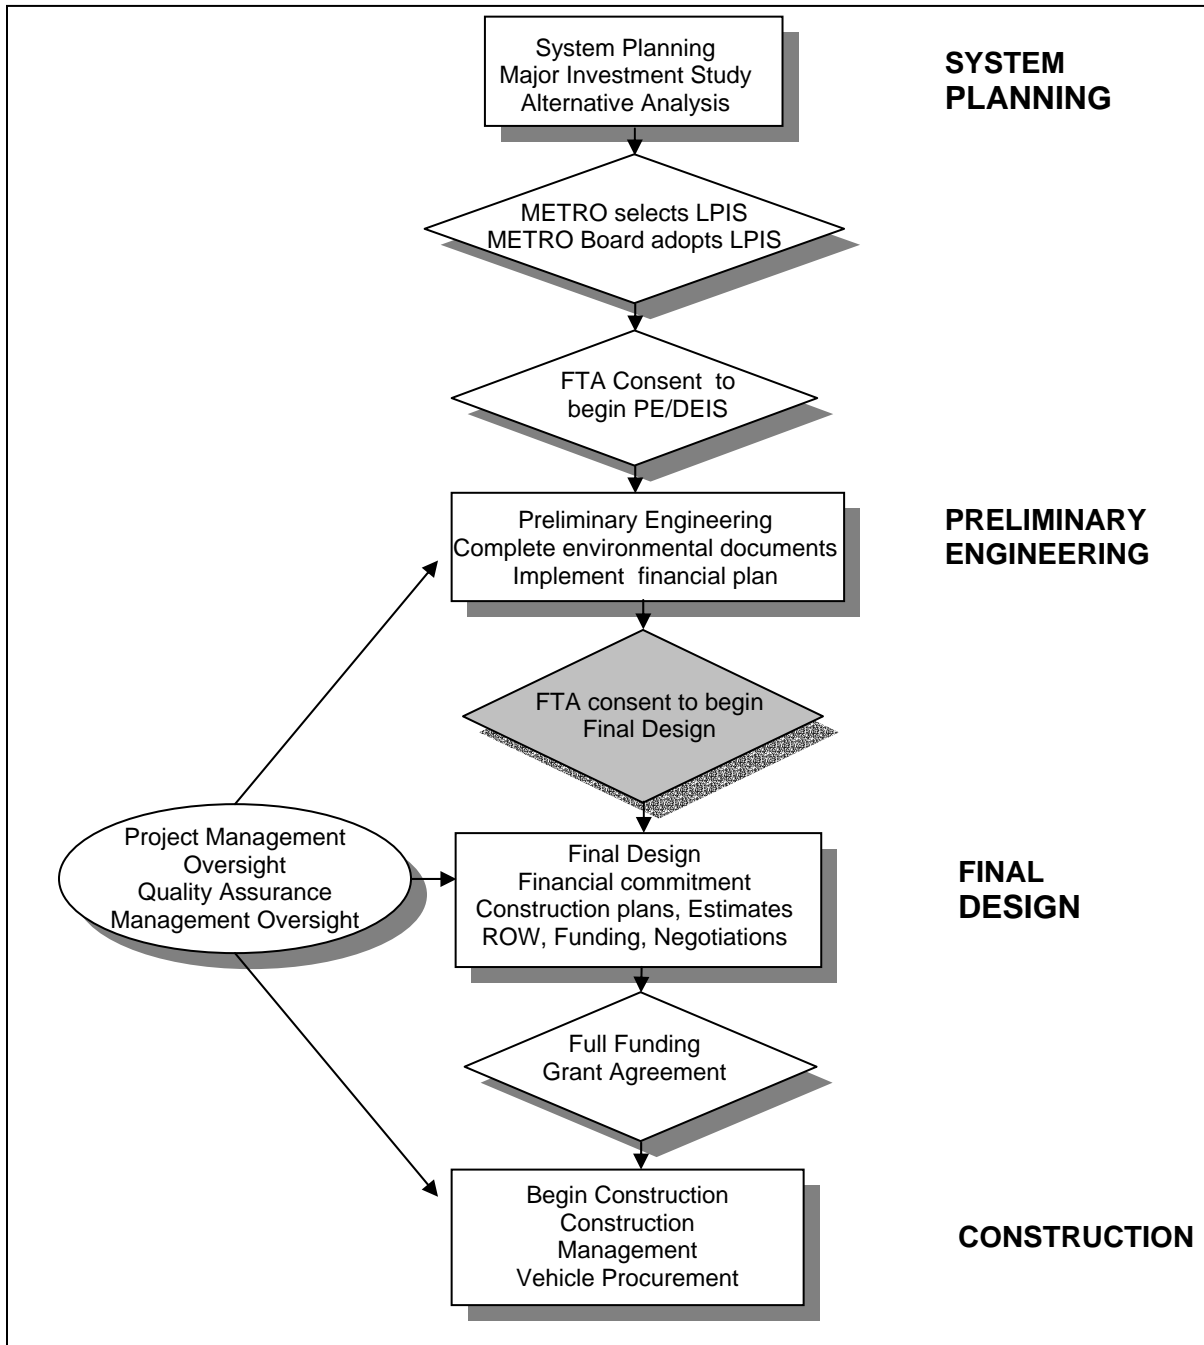 System Planning
Major Investment Study
Alternative Analysis
SYSTEM
PLANNING
METRO selects LPIS
METRO Board adopts LPIS
FTA Consent to
begin PE/DEIS
Preliminary Engineering
Complete environmental documents
Implement financial plan
PRELIMINARY
ENGINEERING
FTA consent to begin
Final Design
Project Management
Oversight
Quality Assurance
Management Oversight
Final Design
Financial commitment
Construction plans, Estimates
ROW, Funding, Negotiations
FINAL
DESIGN
Full Funding
Grant Agreement
Begin Construction
Construction
Management
Vehicle Procurement
CONSTRUCTION